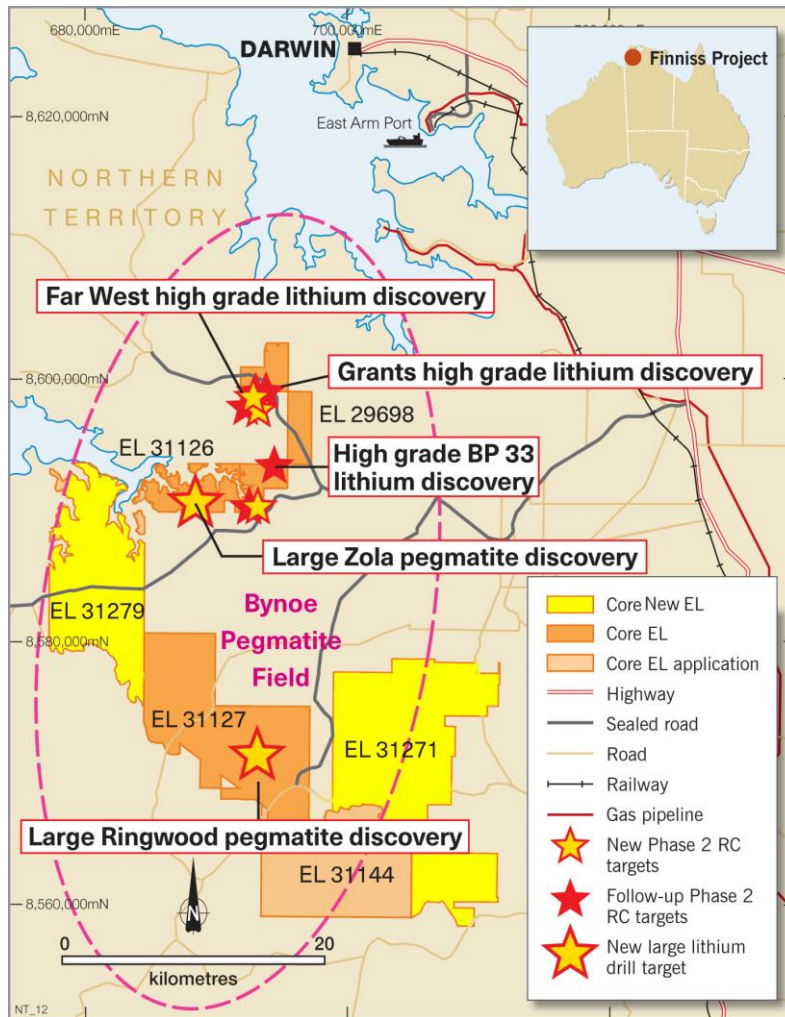 680,000mE
700,000mE
DARWIN
Finniss Project
8,620,000mN
East Arm Port
NORTHERN
TERRITORY
Far West high grade lithium discovery
8,600,000mN
Grants high grade lithium discovery
EL 29698
EL 31126
High grade BP 33
lithium discovery
Large Zola pegmatite discovery
EL 31279
Bynoe
Pegmatite
Field
8,580,000mN
EL 31127
EL 31271
Large Ringwood pegmatite discovery
EL 31144
8,560,000mN
N
0
20
kilometres
NT_12
Core New EL
Core EL
Core EL application
Highway
Sealed road
Road
Railway
Gas pipeline
New Phase 2 RC
targets
Follow-up Phase 2
RC targets
New large lithium
drill target